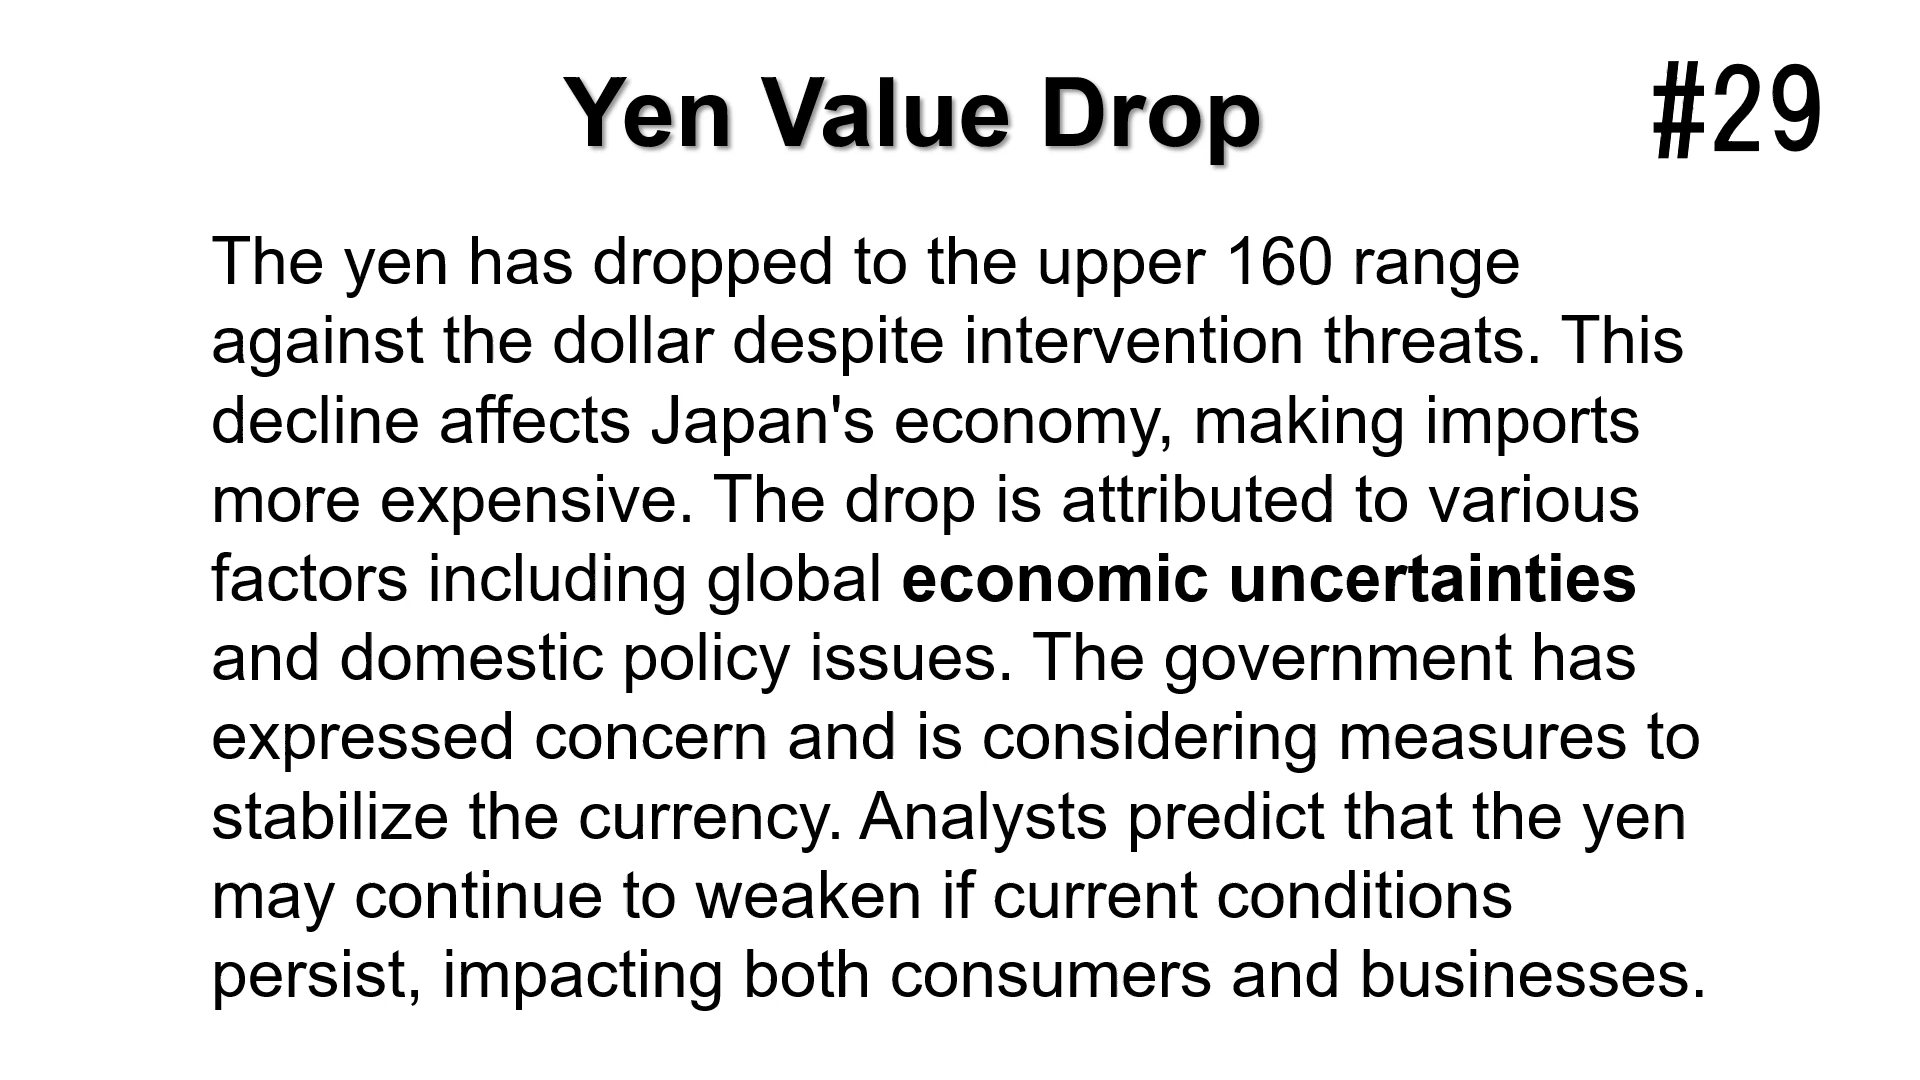 Yen Value Drop
#29
The yen has dropped to the upper 160 range
against the dollar despite intervention threats. This
decline affects Japan's economy, making imports
more expensive. The drop is attributed to various
factors including global economic uncertainties
and domestic policy issues. The government has
expressed concern and is considering measures to
stabilize the currency. Analysts predict that the yen
may continue to weaken if current conditions
persist, impacting both consumers and businesses.